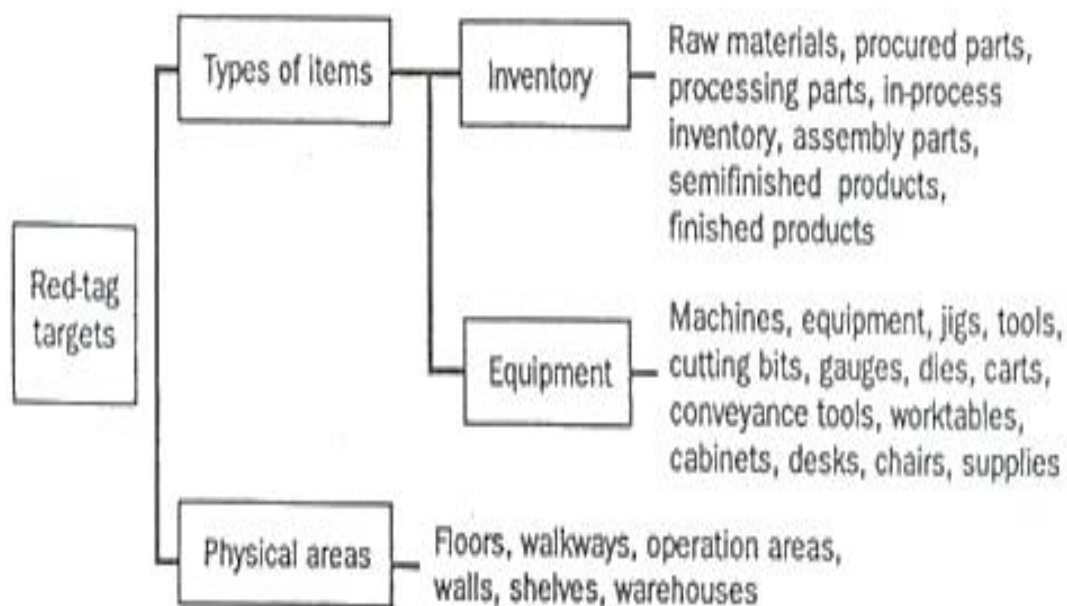 Red-tag
targets
Types of items
Inventory
Raw materials, procured parts,
processing parts, in-process
inventory, assembly parts,
semifinished products,
finished products
Equipment
Machines, equipment, jigs, tools,
cutting bits, gauges, dies, carts,
conveyance tools, worktables,
cabinets, desks, chairs, supplies
Physical areas
Floors, walkways, operation areas,
walls, shelves, warehouses